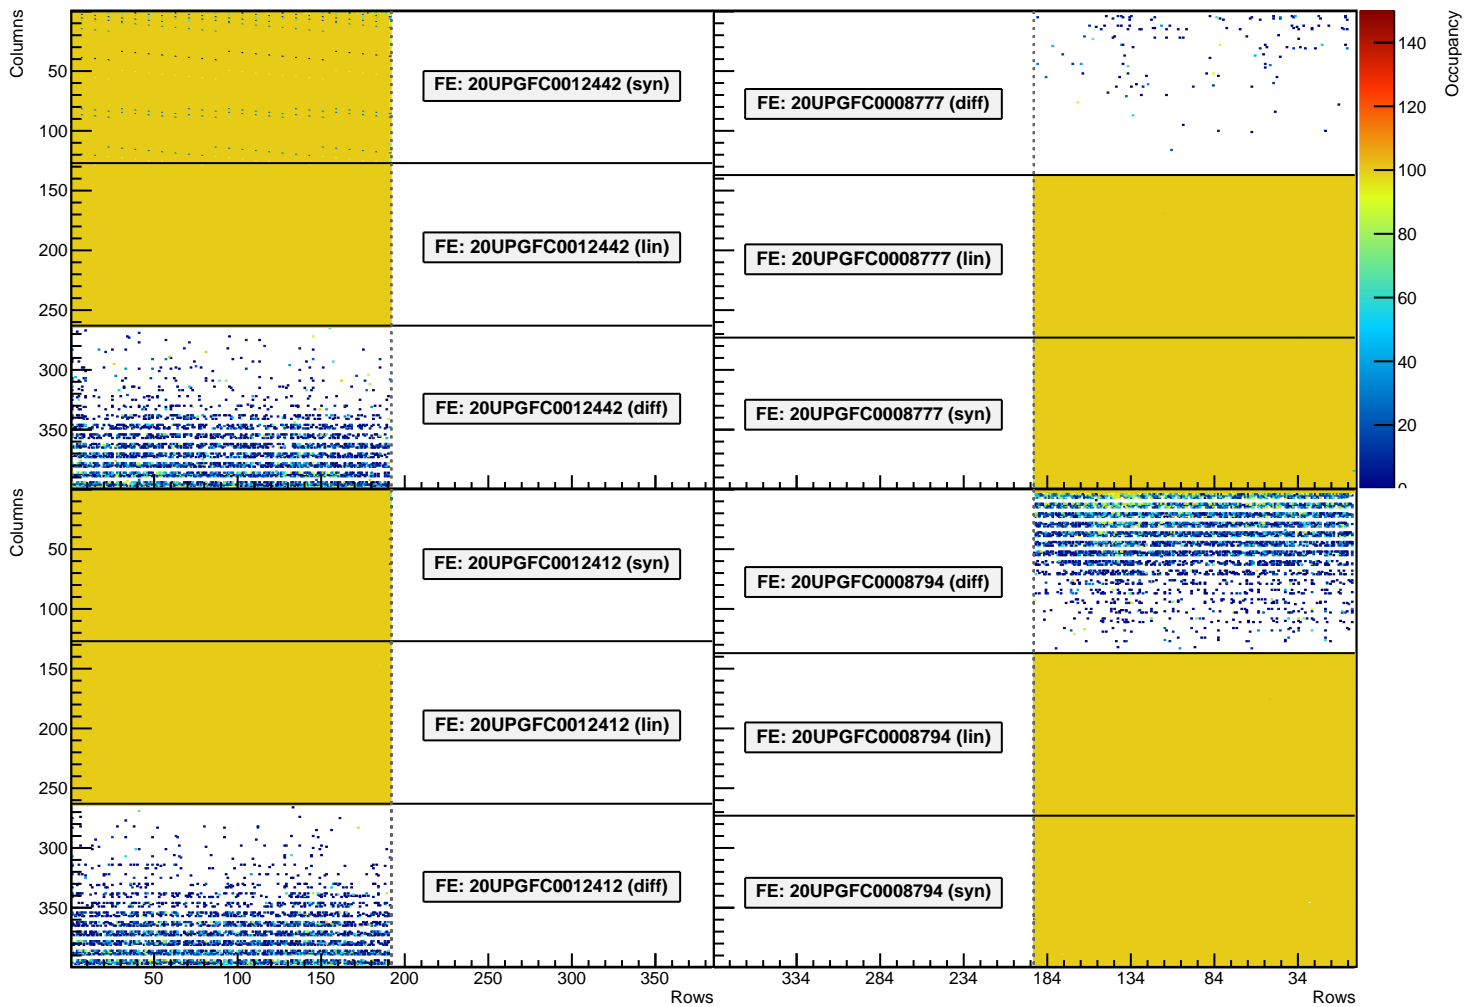 Columns
50
100
150
200
250
300
350
FE: 20UPGFC0012442 (syn)
FE: 20UPGFC0012442 (lin)
FE: 20UPGFC0012442 (diff)
FE: 20UPGFC0008777 (diff)
FE: 20UPGFC0008777 (lin)
FE: 20UPGFC0008777 (syn)
Occupancy
140
120
100
80
60
40
20
0
Columns
50
100
150
200
250
300
350
FE: 20UPGFC0012412 (syn)
FE: 20UPGFC0012412 (lin)
FE: 20UPGFC0012412 (diff)
FE: 20UPGFC0008794 (diff)
FE: 20UPGFC0008794 (lin)
FE: 20UPGFC0008794 (syn)
50 100 150 200 250 300 350
Rows
334 284 234 184 134 84 34
Rows